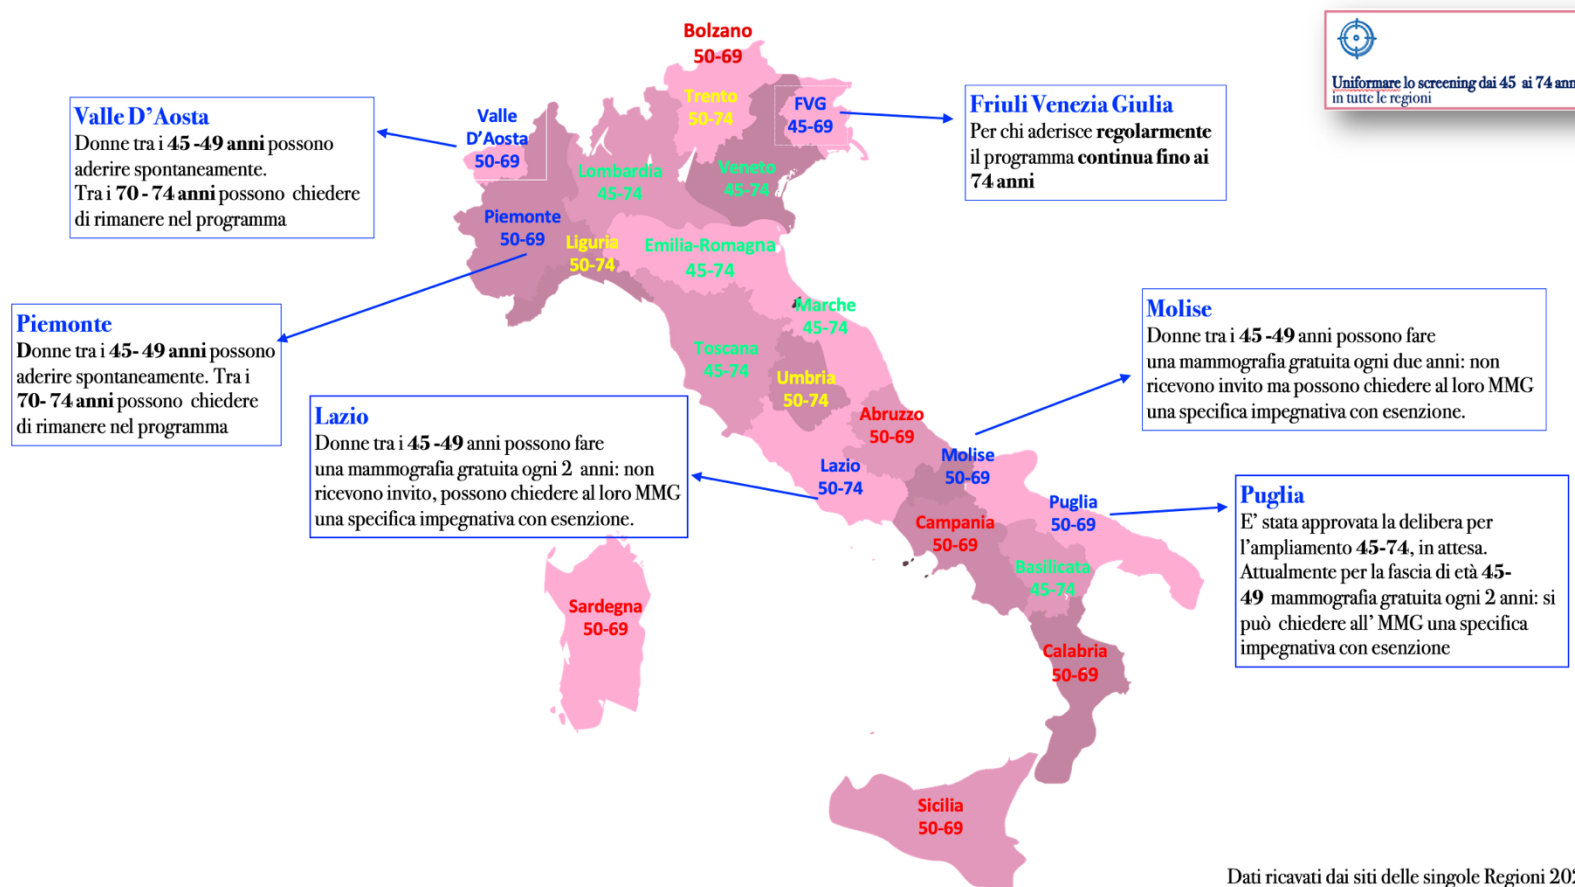 Bolzano
50-69
Uniformare lo screening dai 45 ai 74 ann
in tutte le regioni
Valle D'Aosta
Donne tra i 45 -49 anni possono
aderire spontaneamente.
Tra i 70 - 74 anni possono chiedere
di rimanere nel programma
Valle
D'Aosta
50-69
Trento
50-74
FVG
45-69
Friuli Venezia Giulia
Per chi aderisce regolarmente
il programma continua fino ai
74 anni
Lombardia
45-74
Veneto
45-74
Piemonte
50-69
Liguria
50-74
Emilia-Romagna
45-74
Piemonte
Donne tra i 45- 49 anni possono
aderire spontaneamente. Tra i
70- 74 anni possono chiedere
di rimanere nel programma
Marche
45-74
Toscana
45-74
Umbria
50-74
Molise
Donne tra i 45 -49 anni possono fare
una mammografia gratuita ogni due anni: non
ricevono invito ma possono chiedere al loro MMG
una specifica impegnativa con esenzione.
Lazio
Donne tra i 45 -49 anni possono fare
una mammografia gratuita ogni 2 anni: non
ricevono invito, possono chiedere al loro MMG
una specifica impegnativa con esenzione.
Abruzzo
50-69
Lazio
50-74
Molise
50-69
Puglia
50-69
Puglia
E' stata approvata la delibera per
l'ampliamento 45-74, in attesa.
Attualmente per la fascia di età 45-
49 mammografia gratuita ogni 2 anni: si
può chiedere all' MMG una specifica
impegnativa con esenzione
Campania
50-69
Basilicata
45-74
Sardegna
50-69
Calabria
50-69
Sicilia
50-69
Dati ricavati dai siti delle singole Regioni 202